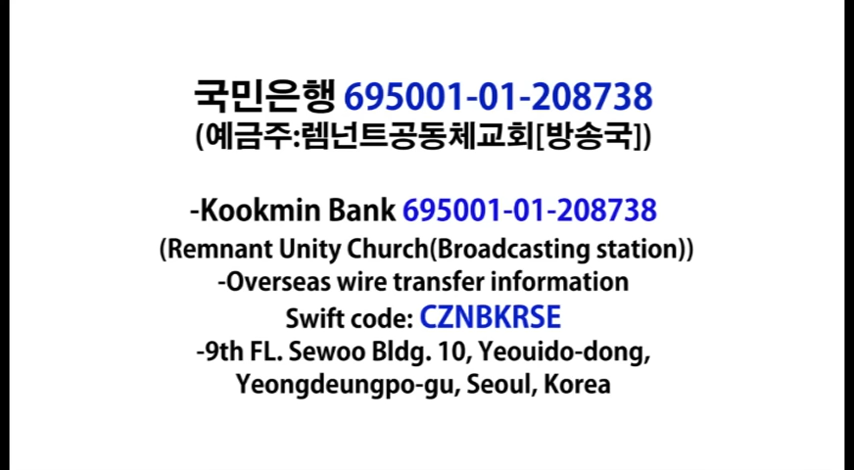 국민은행 695001-01-208738
(예금주:렘넌트공동체교회[방송국])
-Kookmin Bank 695001-01-208738
(Remnant Unity Church(Broadcasting station))
-Overseas wire transfer information
Swift code: CZNBKRSE
-9th FL. Sewoo Bldg. 10, Yeouido-dong,
Yeongdeungpo-gu, Seoul, Korea